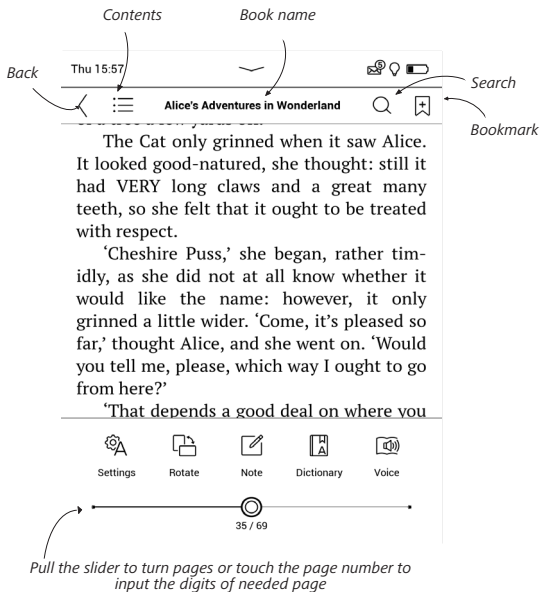 Contents
Book name
Back
Thu 15:57
5
Search
Alice's Adventures in Wonderland
Bookmark
The Cat only grinned when it saw Alice.
It looked good-natured, she thought: still it
had VERY long claws and a great many
teeth, so she felt that it ought to be treated
with respect.
‘Cheshire Puss,’ she began, rather tim-
idly, as she did not at all know whether it
would like the name: however, it only
grinned a little wider. ‘Come, it’s pleased so
far,’ thought Alice, and she went on. ‘Would
you tell me, please, which way I ought to go
from here?’
‘That depends a good deal on where you
Settings
Rotate
Note
Dictionary
Voice
35 / 69
Pull the slider to turn pages or touch the page number to
input the digits of needed page